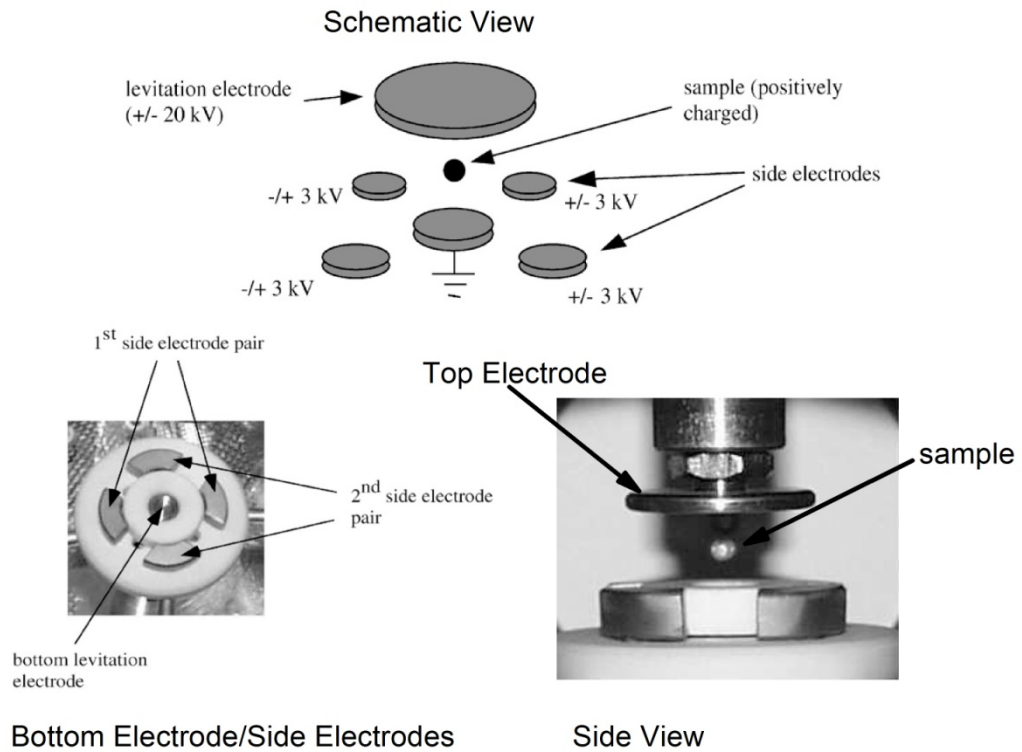 Schematic View
levitation electrode
(+/- 20 kV)
sample (positively
charged)
side electrodes
-/+ 3 kV
+/- 3 kV
-/+ 3 kV
+/- 3 kV
1st side electrode pair
2nd side electrode
pair
bottom levitation
electrode
Top Electrode
sample
Bottom Electrode/Side Electrodes
Side View